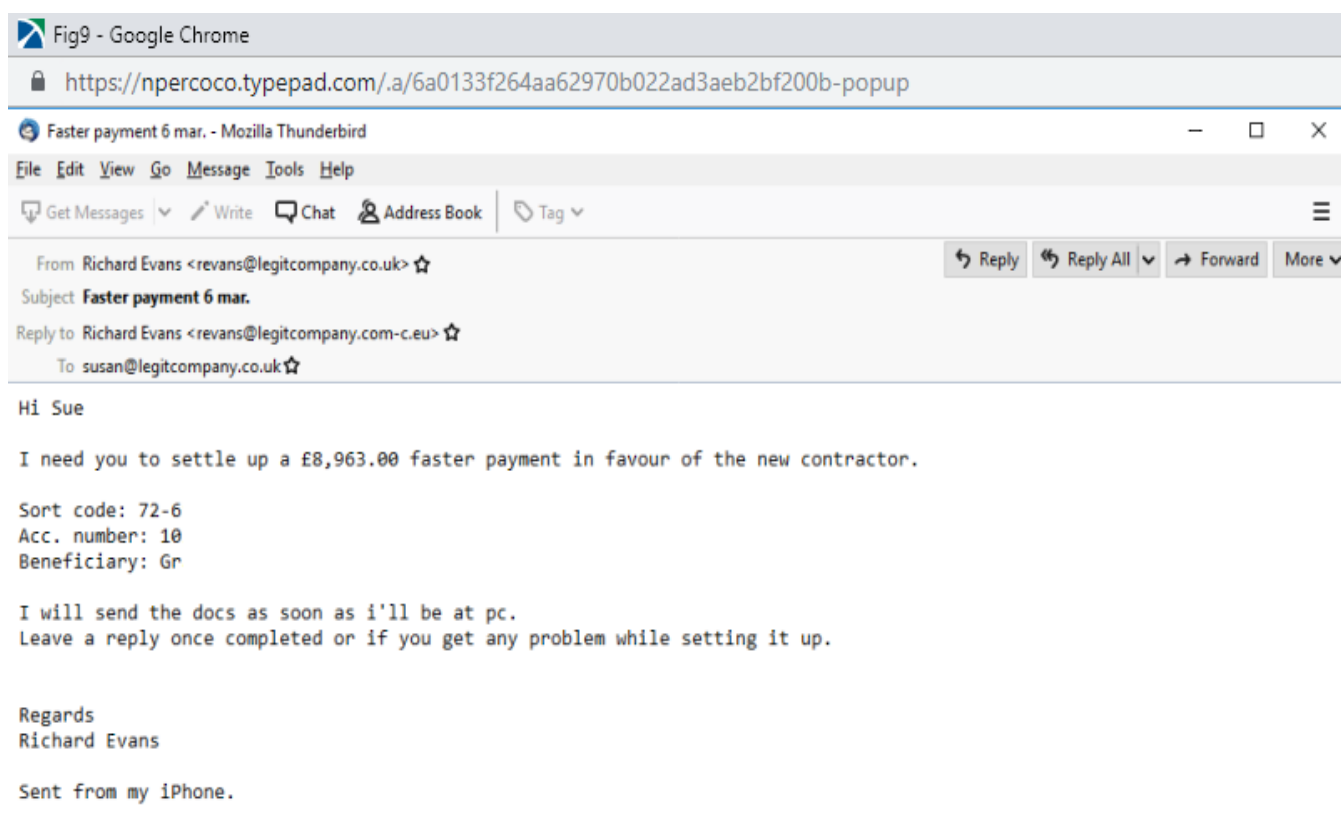 Fig9 - Google Chrome
https://npercoco.typepad.com/.a/6a0133f264aa62970b022ad3aeb2bf200b-popup
Faster payment 6 mar. - Mozilla Thunderbird
File Edit View Go Message Tools Help
Get Messages Write Chat Address Book Tag
From Richard Evans <revans@legitcompany.co.uk> Reply Reply All Forward More
Subject Faster payment 6 mar.
Reply to Richard Evans <revans@legitcompany.com-c.eu>
To susan@legitcompany.co.uk
Hi Sue
I need you to settle up a £8,963.00 faster payment in favour of the new contractor.
Sort code: 72-6
Acc. number: 10
Beneficiary: Gr
I will send the docs as soon as i'll be at pc.
Leave a reply once completed or if you get any problem while setting it up.
Regards
Richard Evans
Sent from my iPhone.